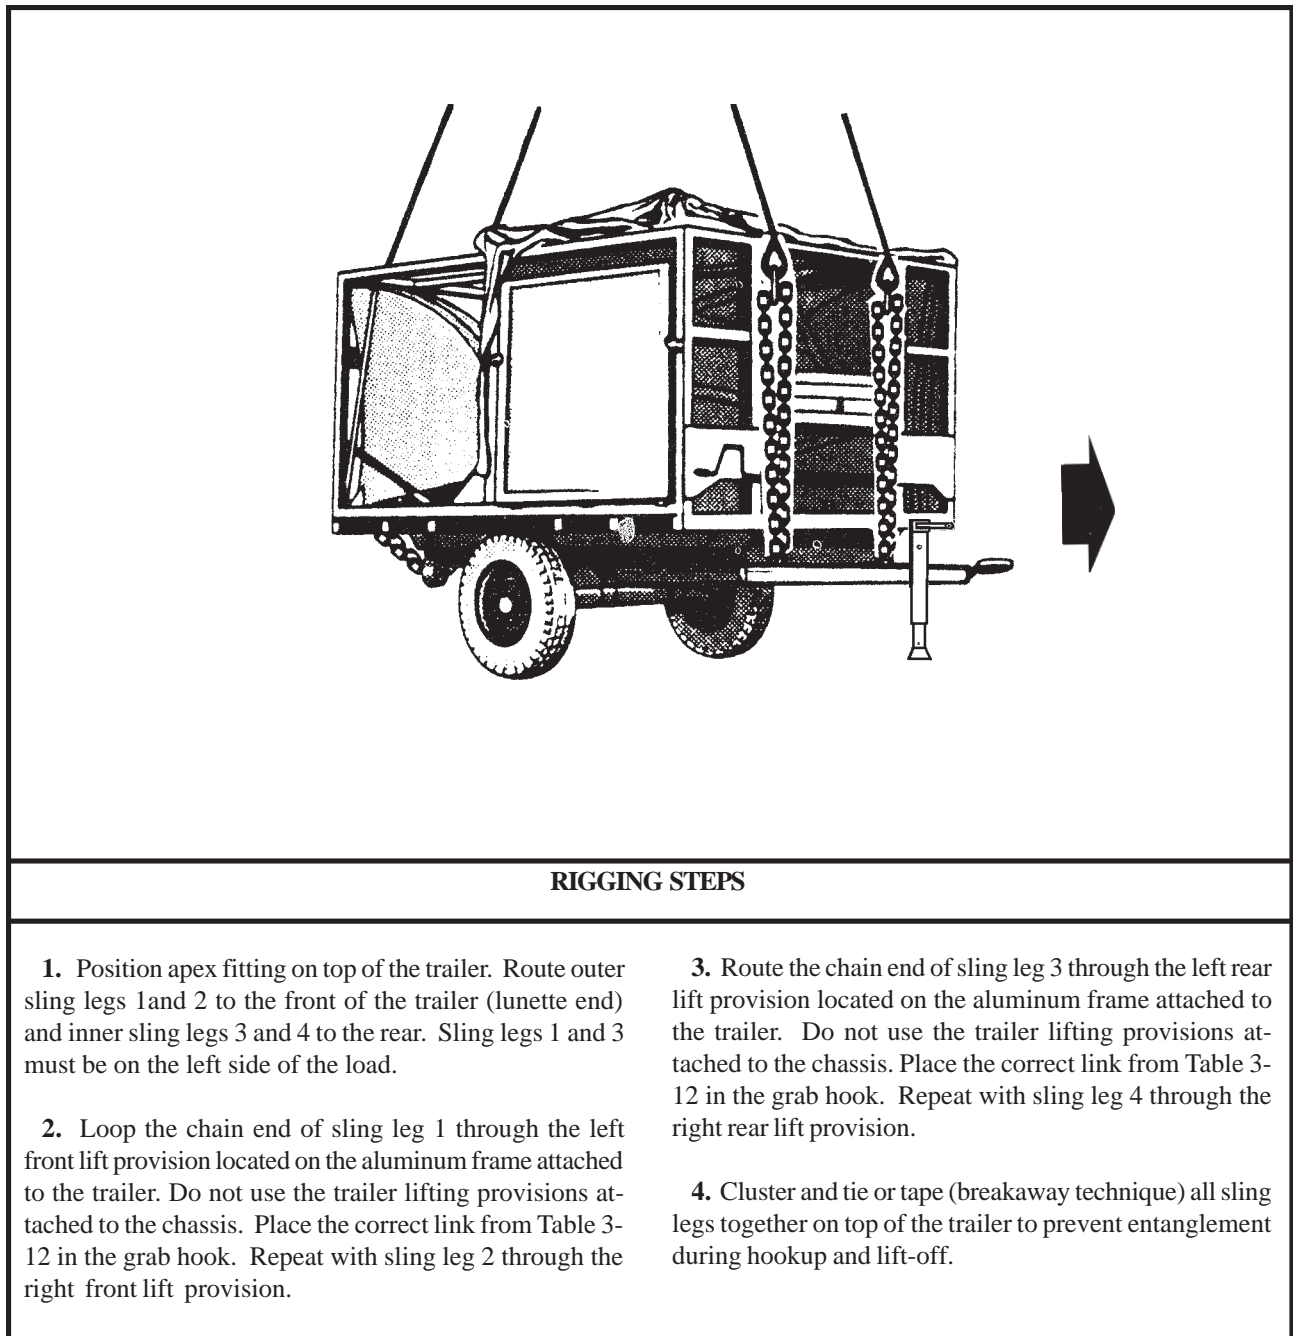 RIGGING STEPS
1. Position apex fitting on top of the trailer. Route outer
sling legs 1and 2 to the front of the trailer (lunette end)
and inner sling legs 3 and 4 to the rear. Sling legs 1 and 3
must be on the left side of the load.
2. Loop the chain end of sling leg 1 through the left
front lift provision located on the aluminum frame attached
to the trailer. Do not use the trailer lifting provisions at-
tached to the chassis. Place the correct link from Table 3-
12 in the grab hook. Repeat with sling leg 2 through the
right front lift provision.
3. Route the chain end of sling leg 3 through the left rear
lift provision located on the aluminum frame attached to
the trailer. Do not use the trailer lifting provisions at-
tached to the chassis. Place the correct link from Table 3-
12 in the grab hook. Repeat with sling leg 4 through the
right rear lift provision.
4. Cluster and tie or tape (breakaway technique) all sling
legs together on top of the trailer to prevent entanglement
during hookup and lift-off.